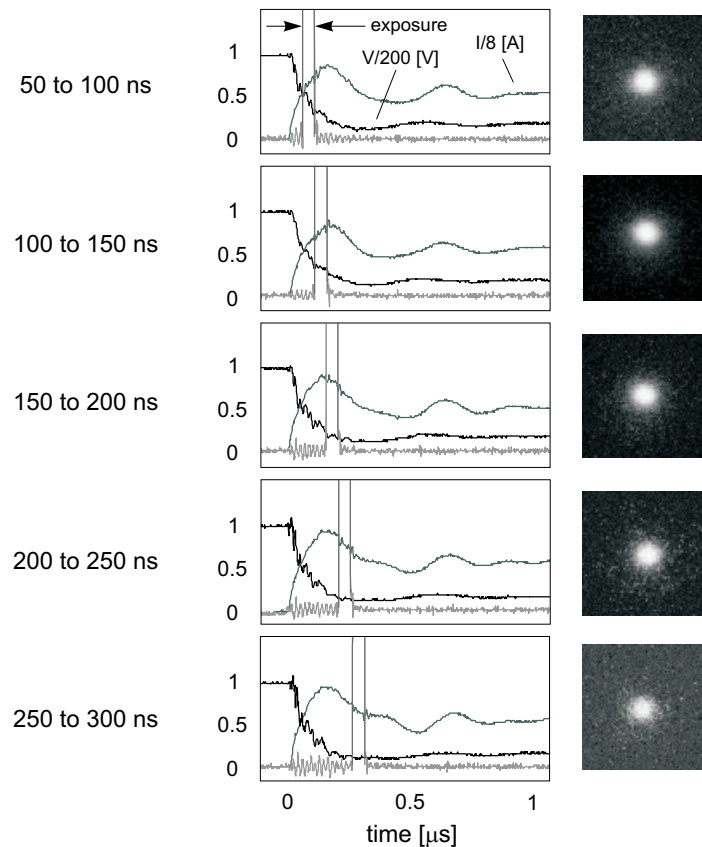 exposure
V/200 [V]
I/8 [A]
50 to 100 ns
1
0.5
0
100 to 150 ns
1
0.5
0
150 to 200 ns
1
0.5
0
200 to 250 ns
1
0.5
0
250 to 300 ns
1
0.5
0
0 0.5 1
time [μs]